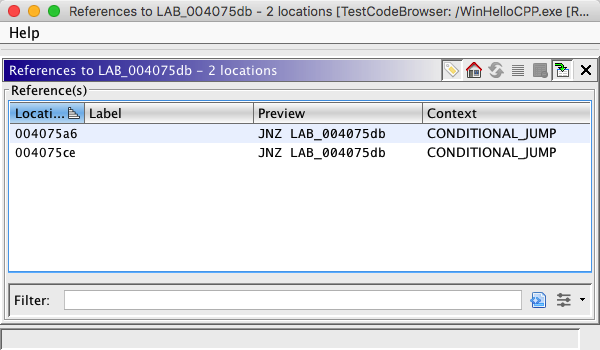 References to LAB_004075db - 2 locations [TestCodeBrowser: /WinHelloCPP.exe [R...
Help
References to LAB_004075db - 2 locations
Reference(s)
Locati... Label Preview Context
004075a6 JNZ LAB_004075db CONDITIONAL_JUMP
004075ce JNZ LAB_004075db CONDITIONAL_JUMP
Filter: